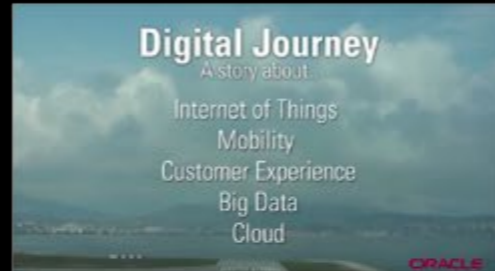 Digital Journey
A story about
Internet of Things
Mobility
Customer Experience
Big Data
Cloud
ORACLE